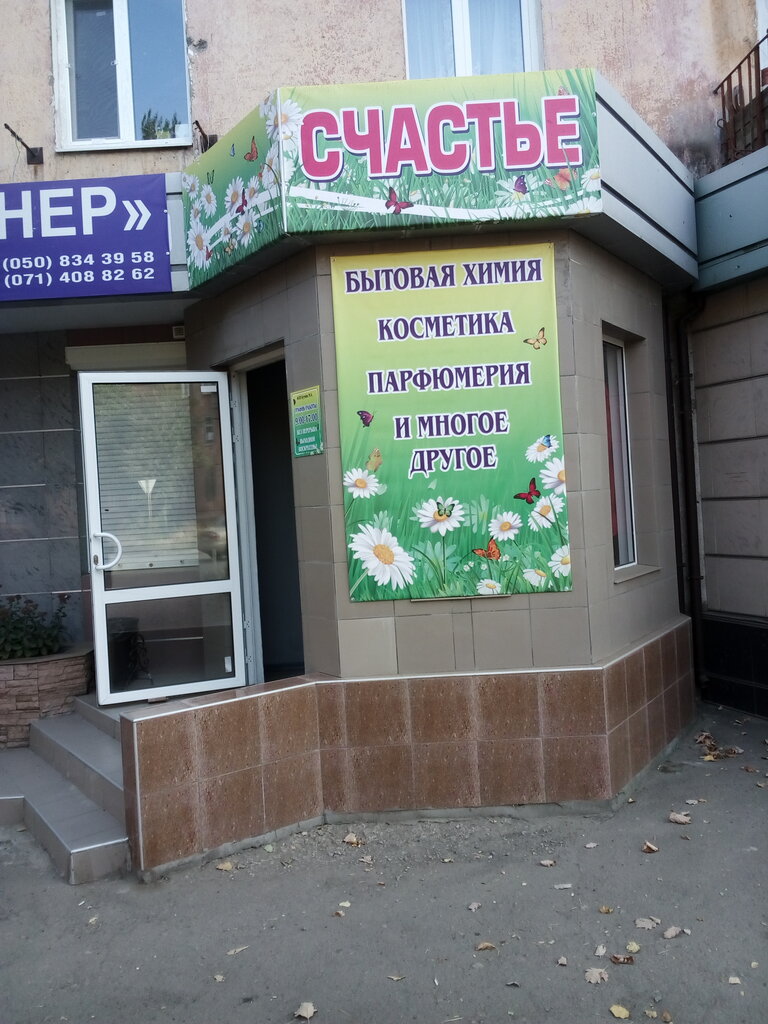 СЧАСТЬЕ
НЕР»
(050) 834 39 58
(071) 408 82 62
БЫТОВАЯ ХИМИЯ
КОСМЕТИКА
ПАРФЮМЕРИЯ
И МНОГОЕ
ДРУГОЕ